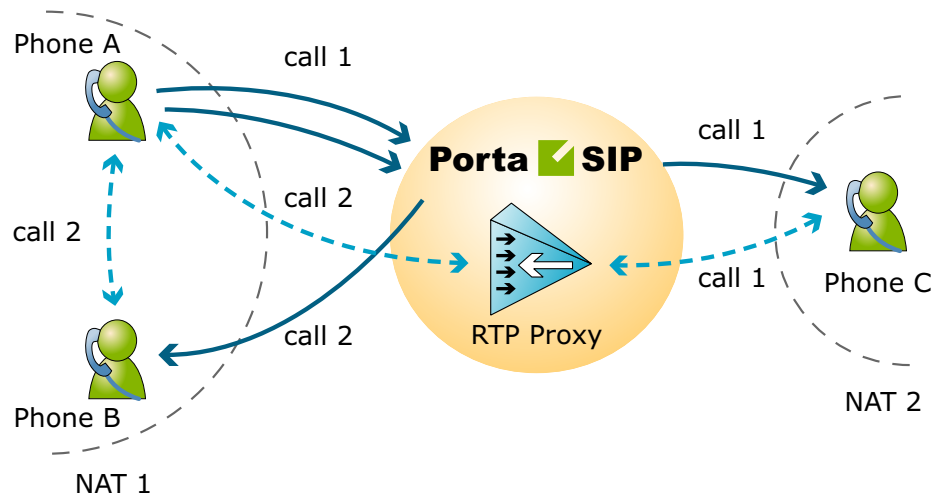 Phone A
call 1
call 1
Porta SIP
call 2
call 2
Phone C
call 1
RTP Proxy
call 2
Phone B
NAT 2
NAT 1